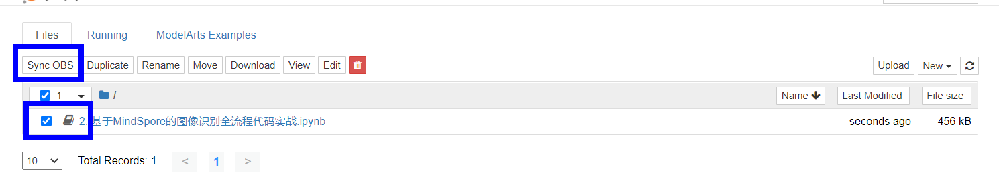 Files Running ModelArts Examples
Sync OBS Duplicate Rename Move Download View Edit Upload New
1 / Name Last Modified File size
2. 基于MindSpore的图像识别全流程代码实战.ipynb seconds ago 456 kB
10 Total Records: 1 < 1 >